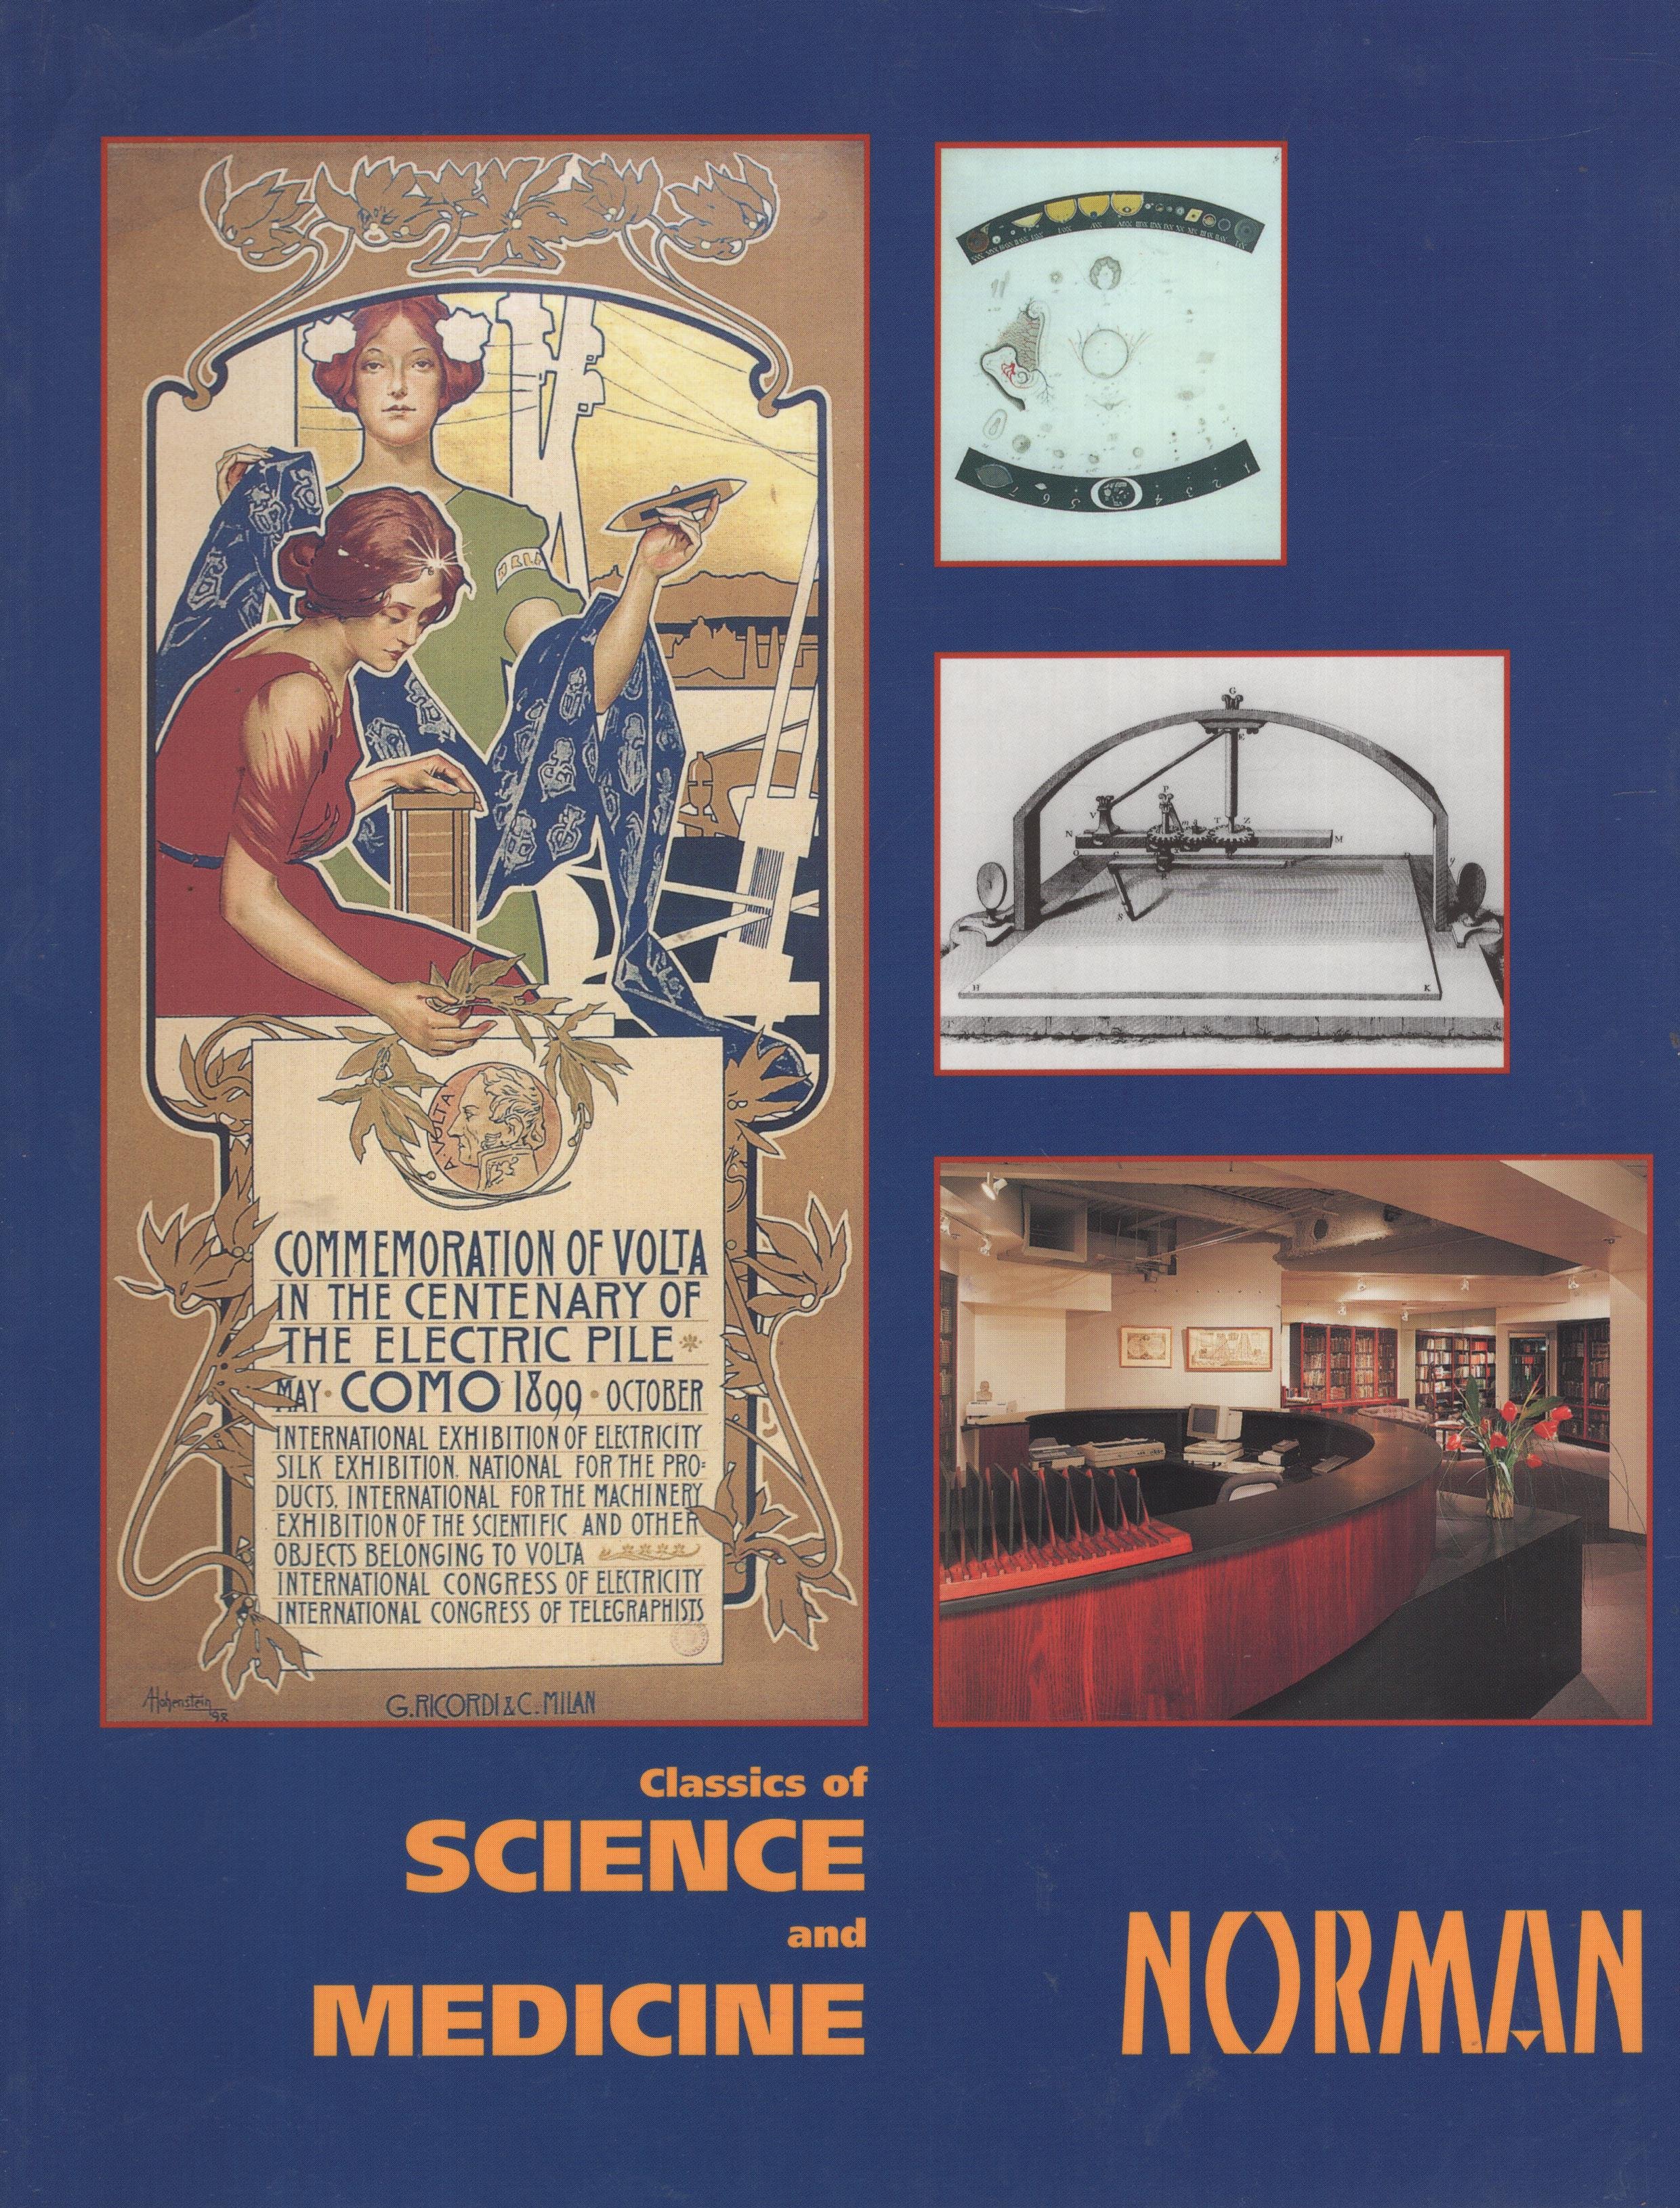 A. VOLTA
COMMEMORATION OF VOLTA
IN THE CENTENARY OF
THE ELECTRIC PILE
MAY · COMO 1899 · OCTOBER
INTERNATIONAL EXHIBITION OF ELECTRICITY
SILK EXHIBITION. NATIONAL FOR THE PRO=
DUCTS, INTERNATIONAL FOR THE MACHINERY
EXHIBITION OF THE SCIENTIFIC AND OTHER
OBJECTS BELONGING TO VOLTA
INTERNATIONAL CONGRESS OF ELECTRICITY
INTERNATIONAL CONGRESS OF TELEGRAPHISTS
AHohenstein
98
G. RICORDI & C. - MILAN
G
E
P
V
T Z
N
M
O
H
K
Classics of
SCIENCE
and
MEDICINE
NORMAN